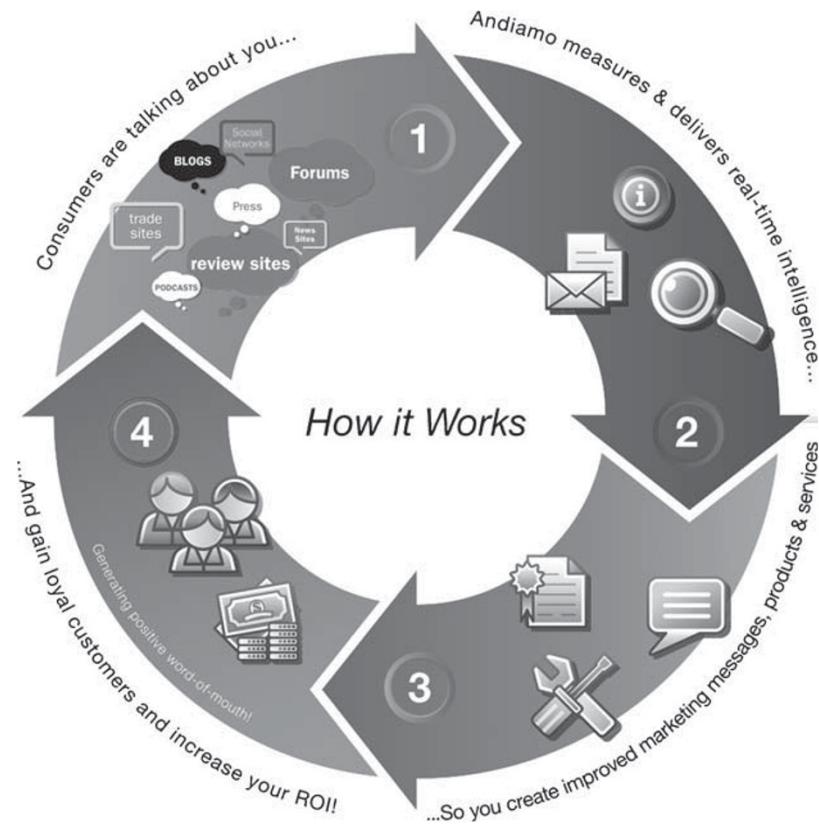 Consumers are talking about you...
Andiamo measures & delivers real-time intelligence...
1
Social
Networks
BLOGS
Forums
Press
trade
sites
News
Sites
review sites
PODCASTS
How it Works
2
4
...And gain loyal customers and increase your ROI!
Generating positive word-of-mouth!
3
...So you create improved marketing messages, products & services